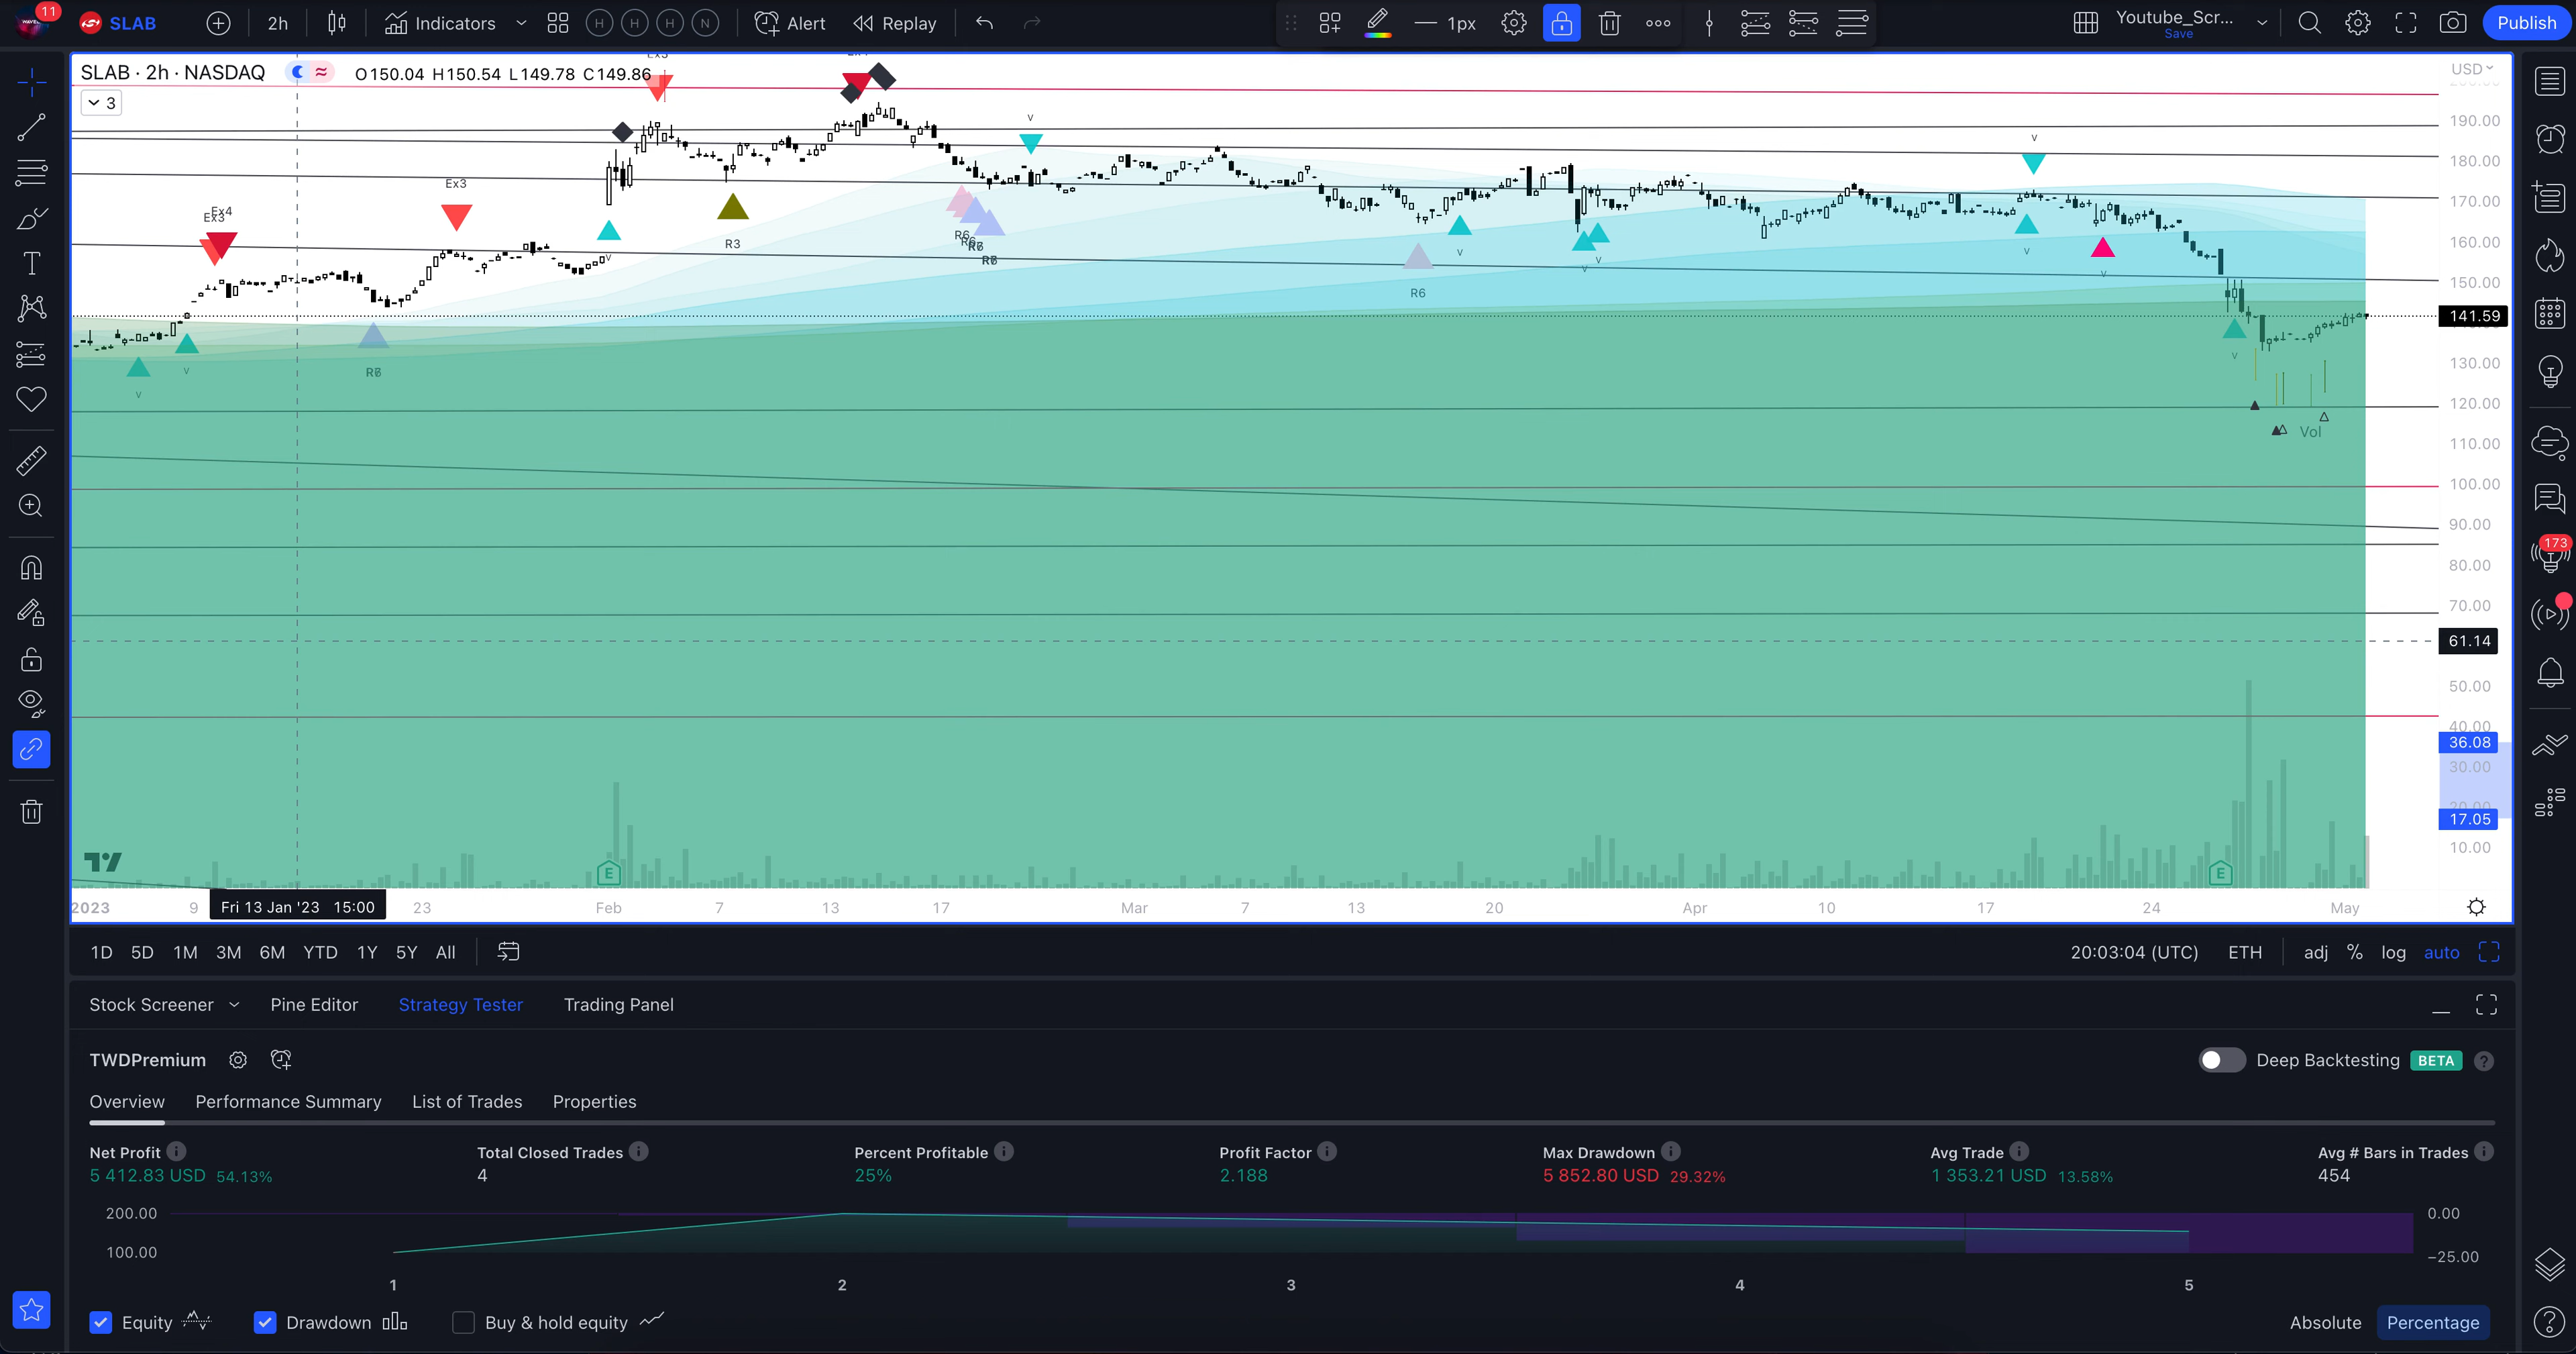 11
SLAB
2h
Indicators
H H H N
Alert
Replay
1px
Youtube_Scr...
Save
Publish
SLAB · 2h · NASDAQ
O150.04 H150.54 L149.78 C149.86
3
USD
190.00
180.00
170.00
160.00
150.00
141.59
130.00
120.00
110.00
100.00
90.00
80.00
70.00
61.14
50.00
40.00
36.08
30.00
20.00
17.05
10.00
Ex3
Ex4
Ex3
v
v
R3
R6
R6
v
v
v
v
v
v
v
v
v
v
Vol
E
E
173
2023
9
Fri 13 Jan '23 15:00
23
Feb
7
13
17
Mar
7
13
20
Apr
10
17
24
May
1D 5D 1M 3M 6M YTD 1Y 5Y All
20:03:04 (UTC) ETH adj % log auto
Stock Screener Pine Editor Strategy Tester Trading Panel
TWDPremium
Deep Backtesting BETA ?
Overview Performance Summary List of Trades Properties
Net Profit Total Closed Trades Percent Profitable Profit Factor Max Drawdown Avg Trade Avg # Bars in Trades
5 412.83 USD 54.13% 4 25% 2.188 5 852.80 USD 29.32% 1 353.21 USD 13.58% 454
200.00 0.00
100.00 −25.00
1 2 3 4 5
Equity Drawdown Buy & hold equity Absolute Percentage